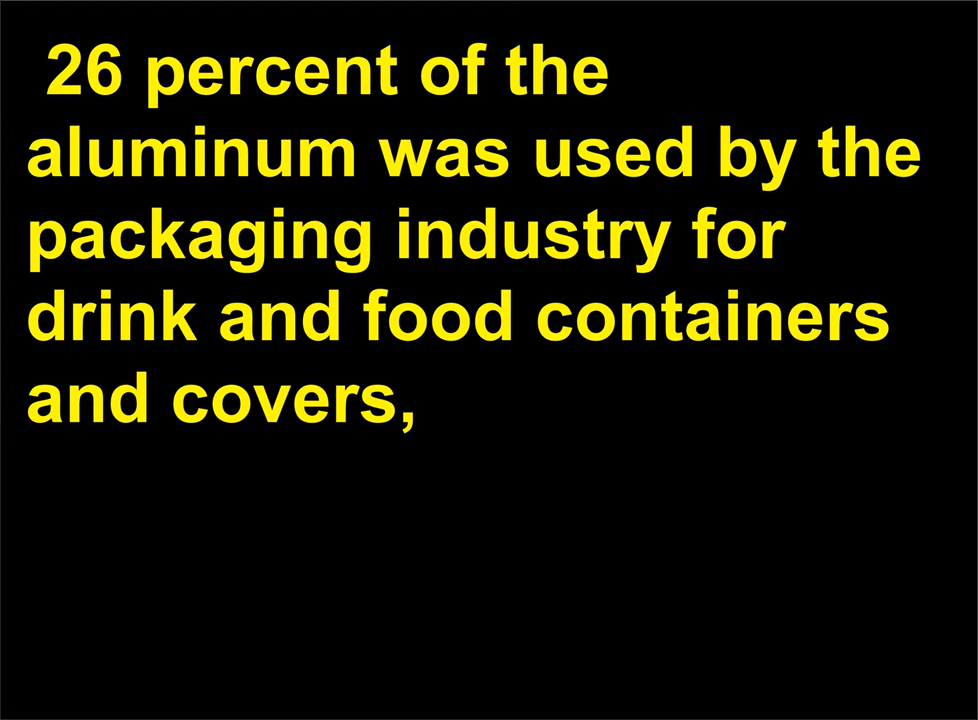 26 percent of the
aluminum was used by the
packaging industry for
drink and food containers
and covers,